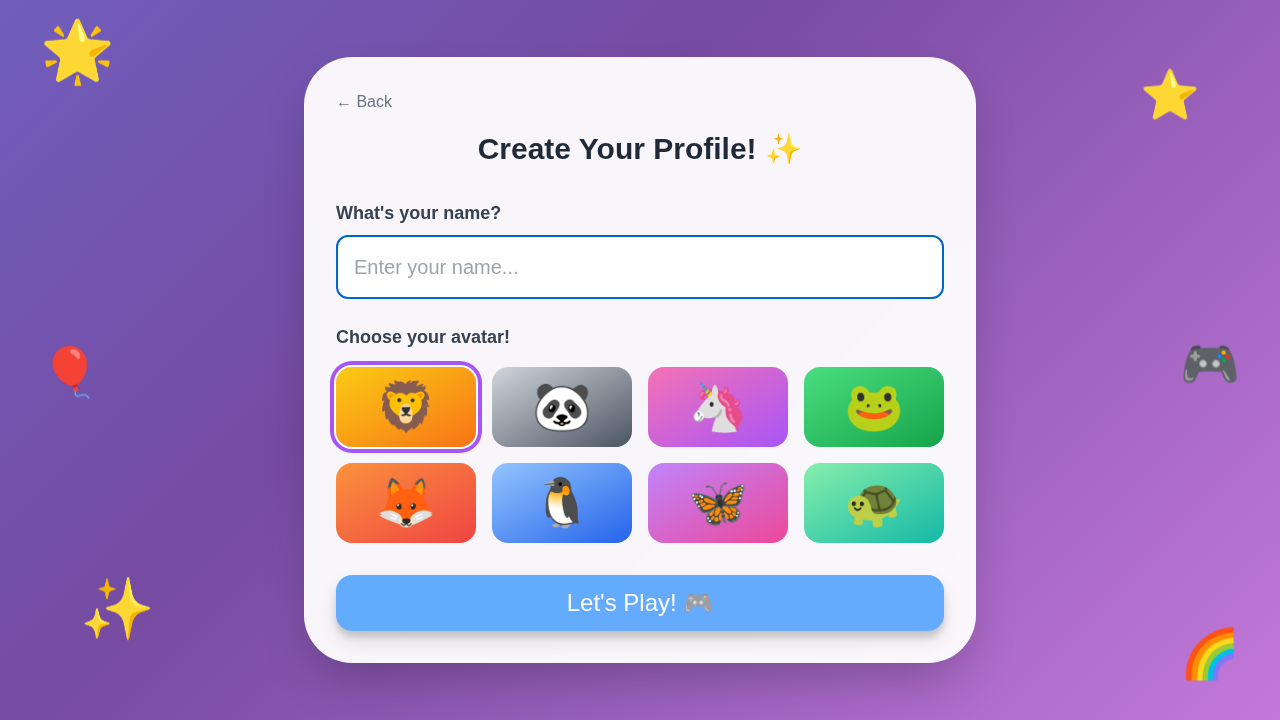 ← Back
Create Your Profile! ✨
What's your name?
Enter your name...
Choose your avatar!
Let's Play! 🎮